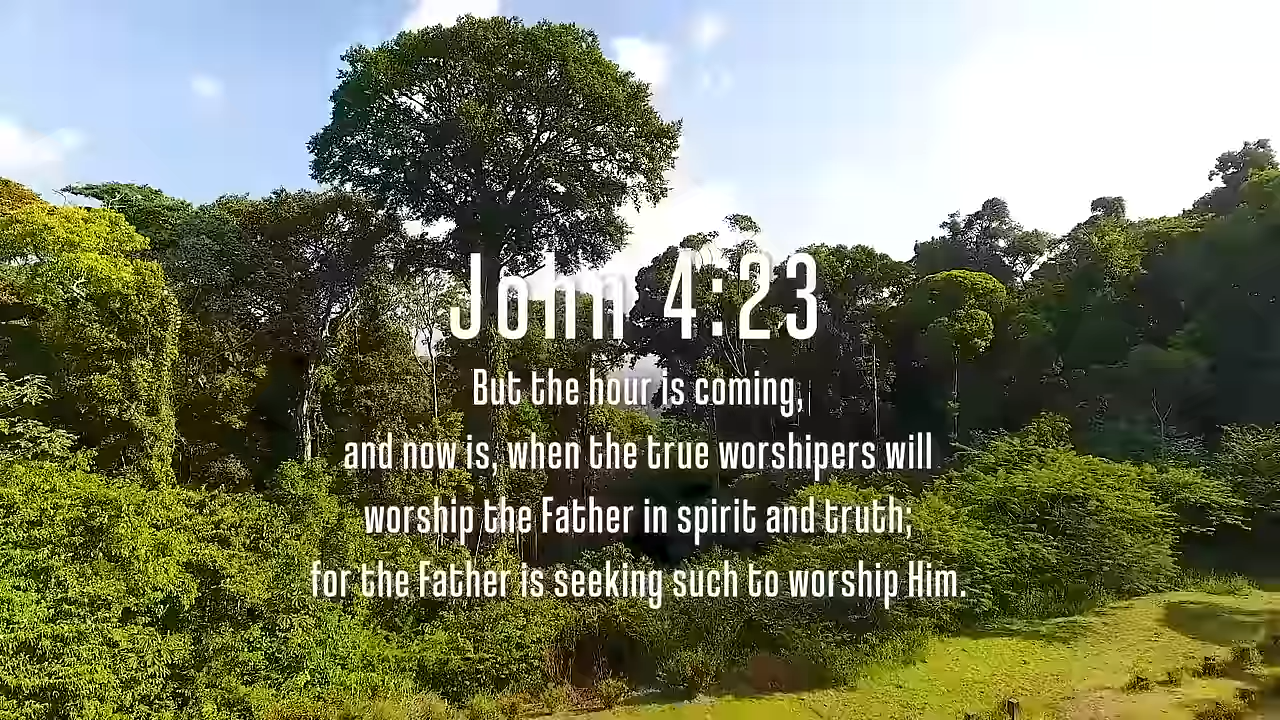 John 4:23
But the hour is coming,
and now is, when the true worshipers will
worship the Father in spirit and truth;
for the Father is seeking such to worship Him.